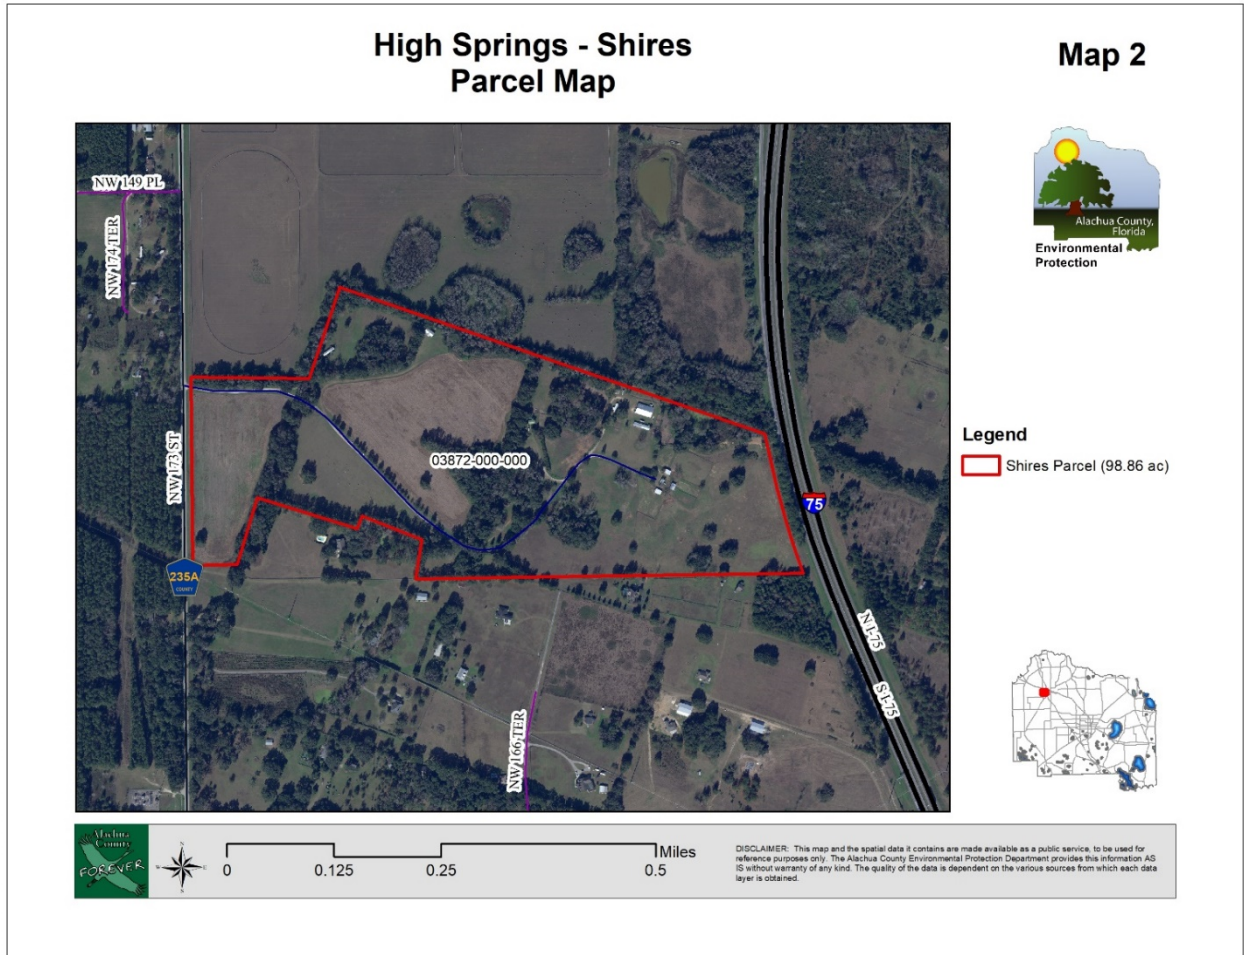 High Springs - Shires
Parcel Map
Map 2
NW 149 PL
NW 174 TER
NW 173 ST
03872-000-000
75
235A
COUNTY
N I-75
S I-75
NW 166 TER
Alachua County,
Florida
Environmental
Protection
Legend
Shires Parcel (98.86 ac)
Alachua
County
FOREVER
N
W
E
S
0
0.125
0.25
0.5
Miles
DISCLAIMER: This map and the spatial data it contains are made available as a public service, to be used for
reference purposes only. The Alachua County Environmental Protection Department provides this information AS
IS without warranty of any kind. The quality of the data is dependent on the various sources from which each data
layer is obtained.